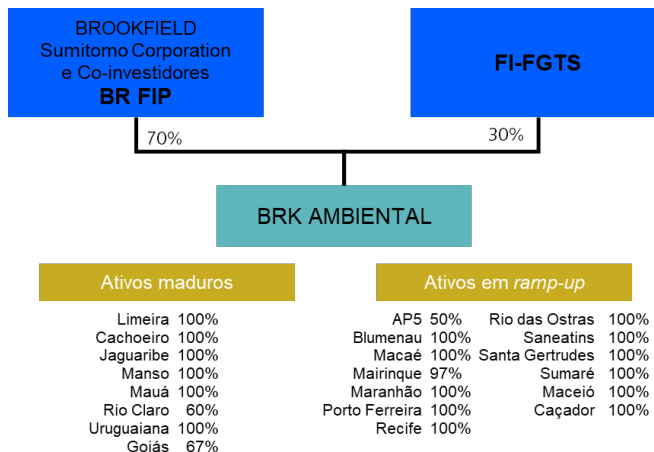 BROOKFIELD
Sumitomo Corporation
e Co-investidores
BR FIP
FI-FGTS
70%
30%
BRK AMBIENTAL
Ativos maduros
Limeira 100%
Cachoeiro 100%
Jaguaribe 100%
Manso 100%
Mauá 100%
Rio Claro 60%
Uruguaiana 100%
Goiás 67%
Ativos em ramp-up
AP5 50%
Blumenau 100%
Macaé 100%
Mairinque 97%
Maranhão 100%
Porto Ferreira 100%
Recife 100%
Rio das Ostras 100%
Saneatins 100%
Santa Gertrudes 100%
Sumaré 100%
Maceió 100%
Caçador 100%